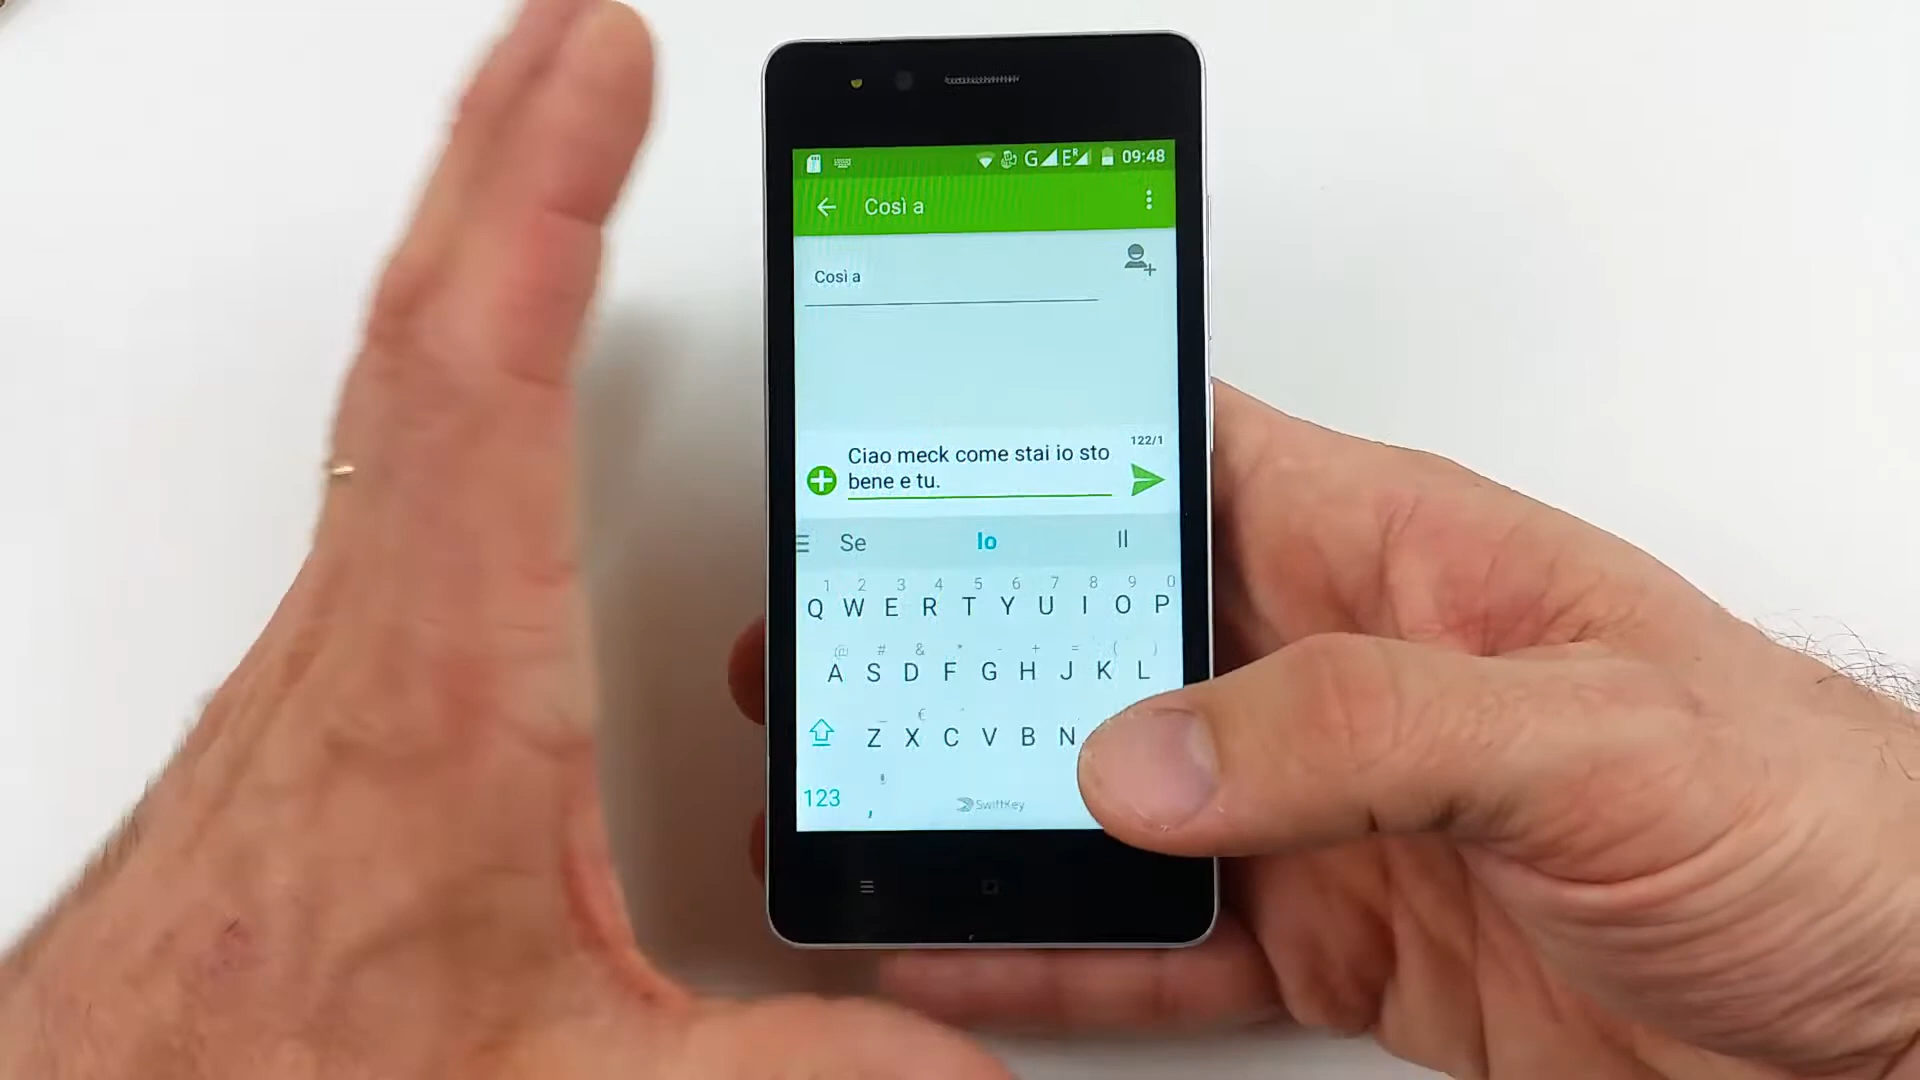 G E R 09:48
Così a
Così a
122/1
Ciao meck come stai io sto
bene e tu.
Se Io Il
1 2 3 4 5 6 7 8 9 0
Q W E R T Y U I O P
@ # & * - + = ( )
A S D F G H J K L
€
Z X C V B N
123 , SwiftKey